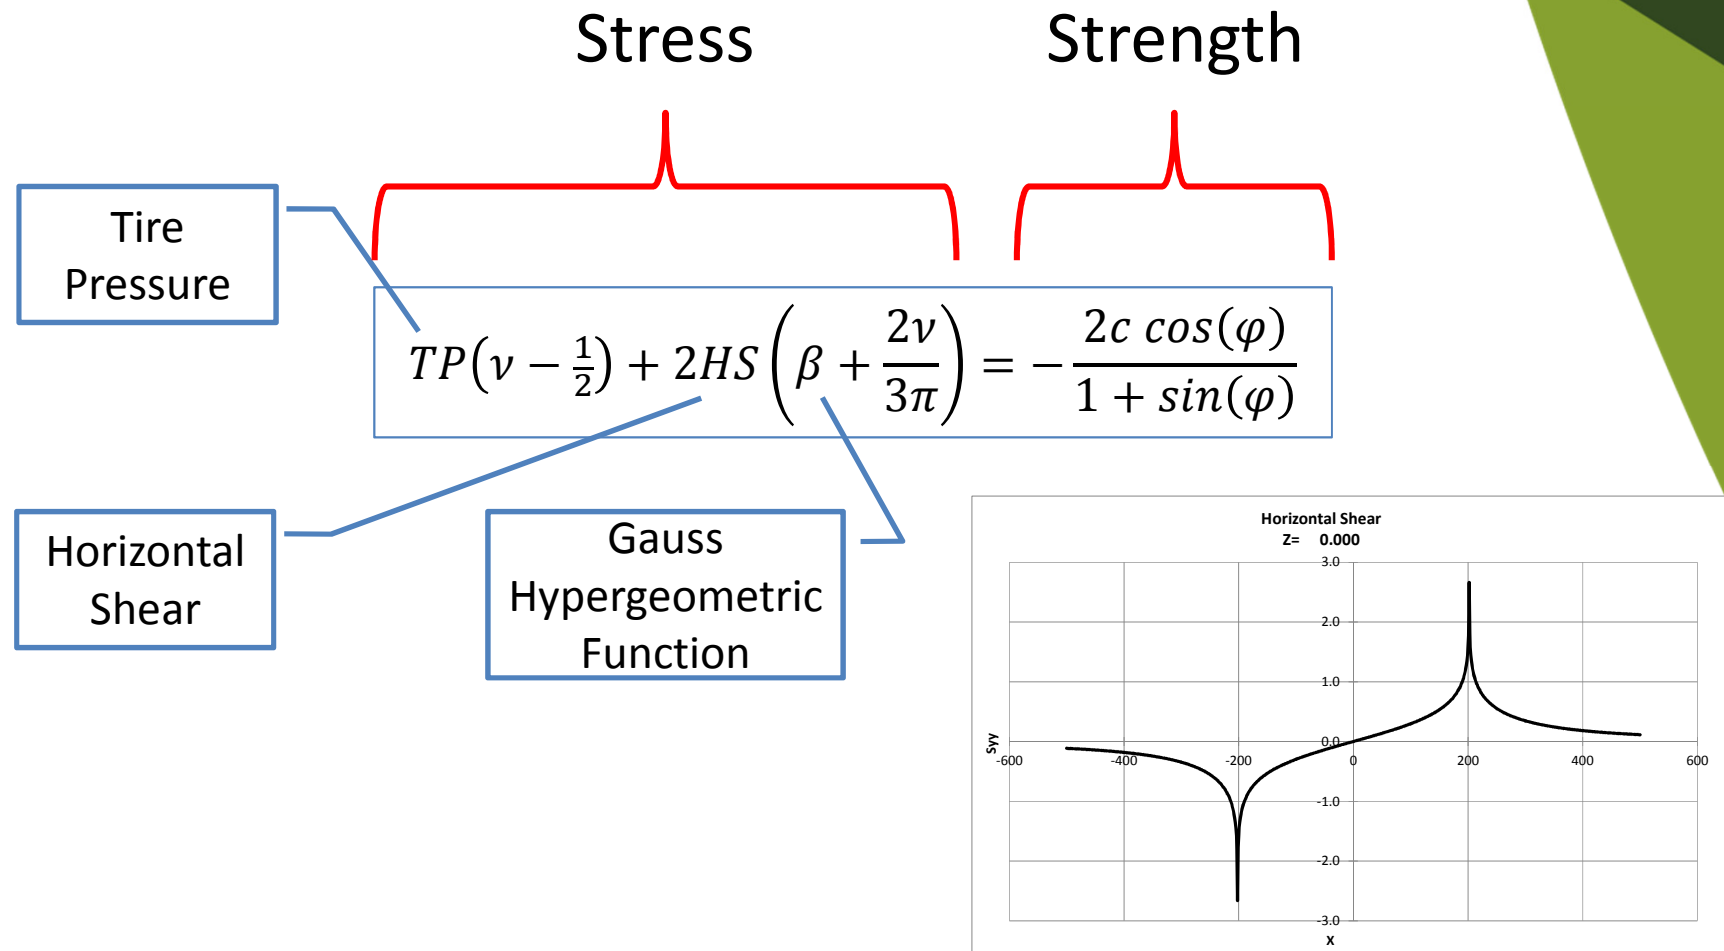 Stress
Strength
Tire
Pressure
TP(ν − 1/2) + 2HS(β + 2ν/3π) = − 2c cos(φ)/1 + sin(φ)
Horizontal
Shear
Gauss
Hypergeometric
Function
Horizontal Shear
Z= 0.000
3.0
2.0
1.0
0.0
-600 -400 -200 0 200 400 600
-1.0
-2.0
-3.0
Syy
X